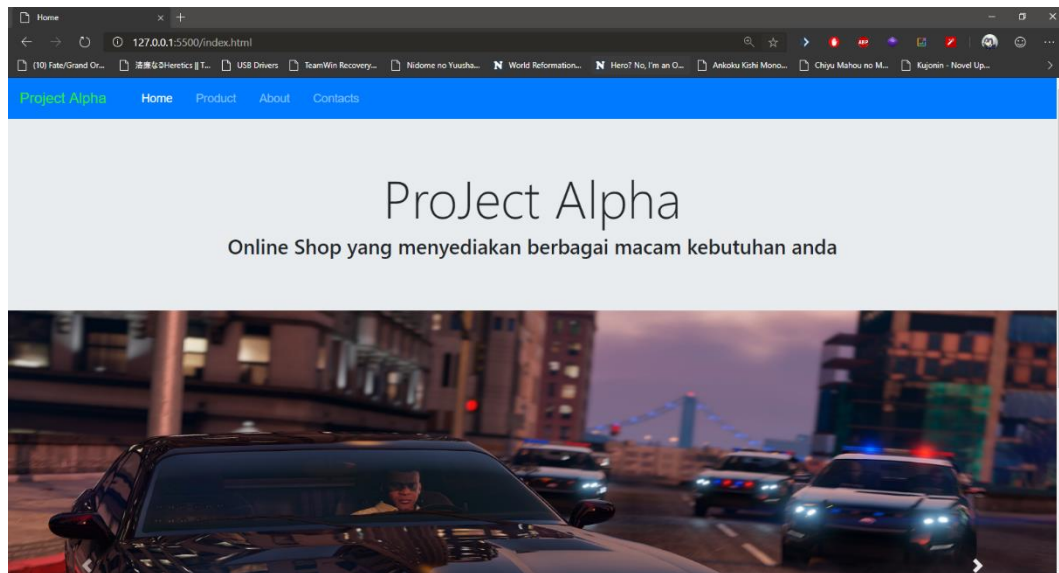 Home
127.0.0.1:5500/index.html
(10) Fate/Grand Or... Heretics || T... USB Drivers TeamWin Recovery... Nidome no Yuusha... World Reformation... Hero? No, I'm an O... Ankoku Kishi Mono... Chiyu Mahou no M... Kujonin - Novel Up...
Project Alpha Home Product About Contacts
ProJect Alpha
Online Shop yang menyediakan berbagai macam kebutuhan anda